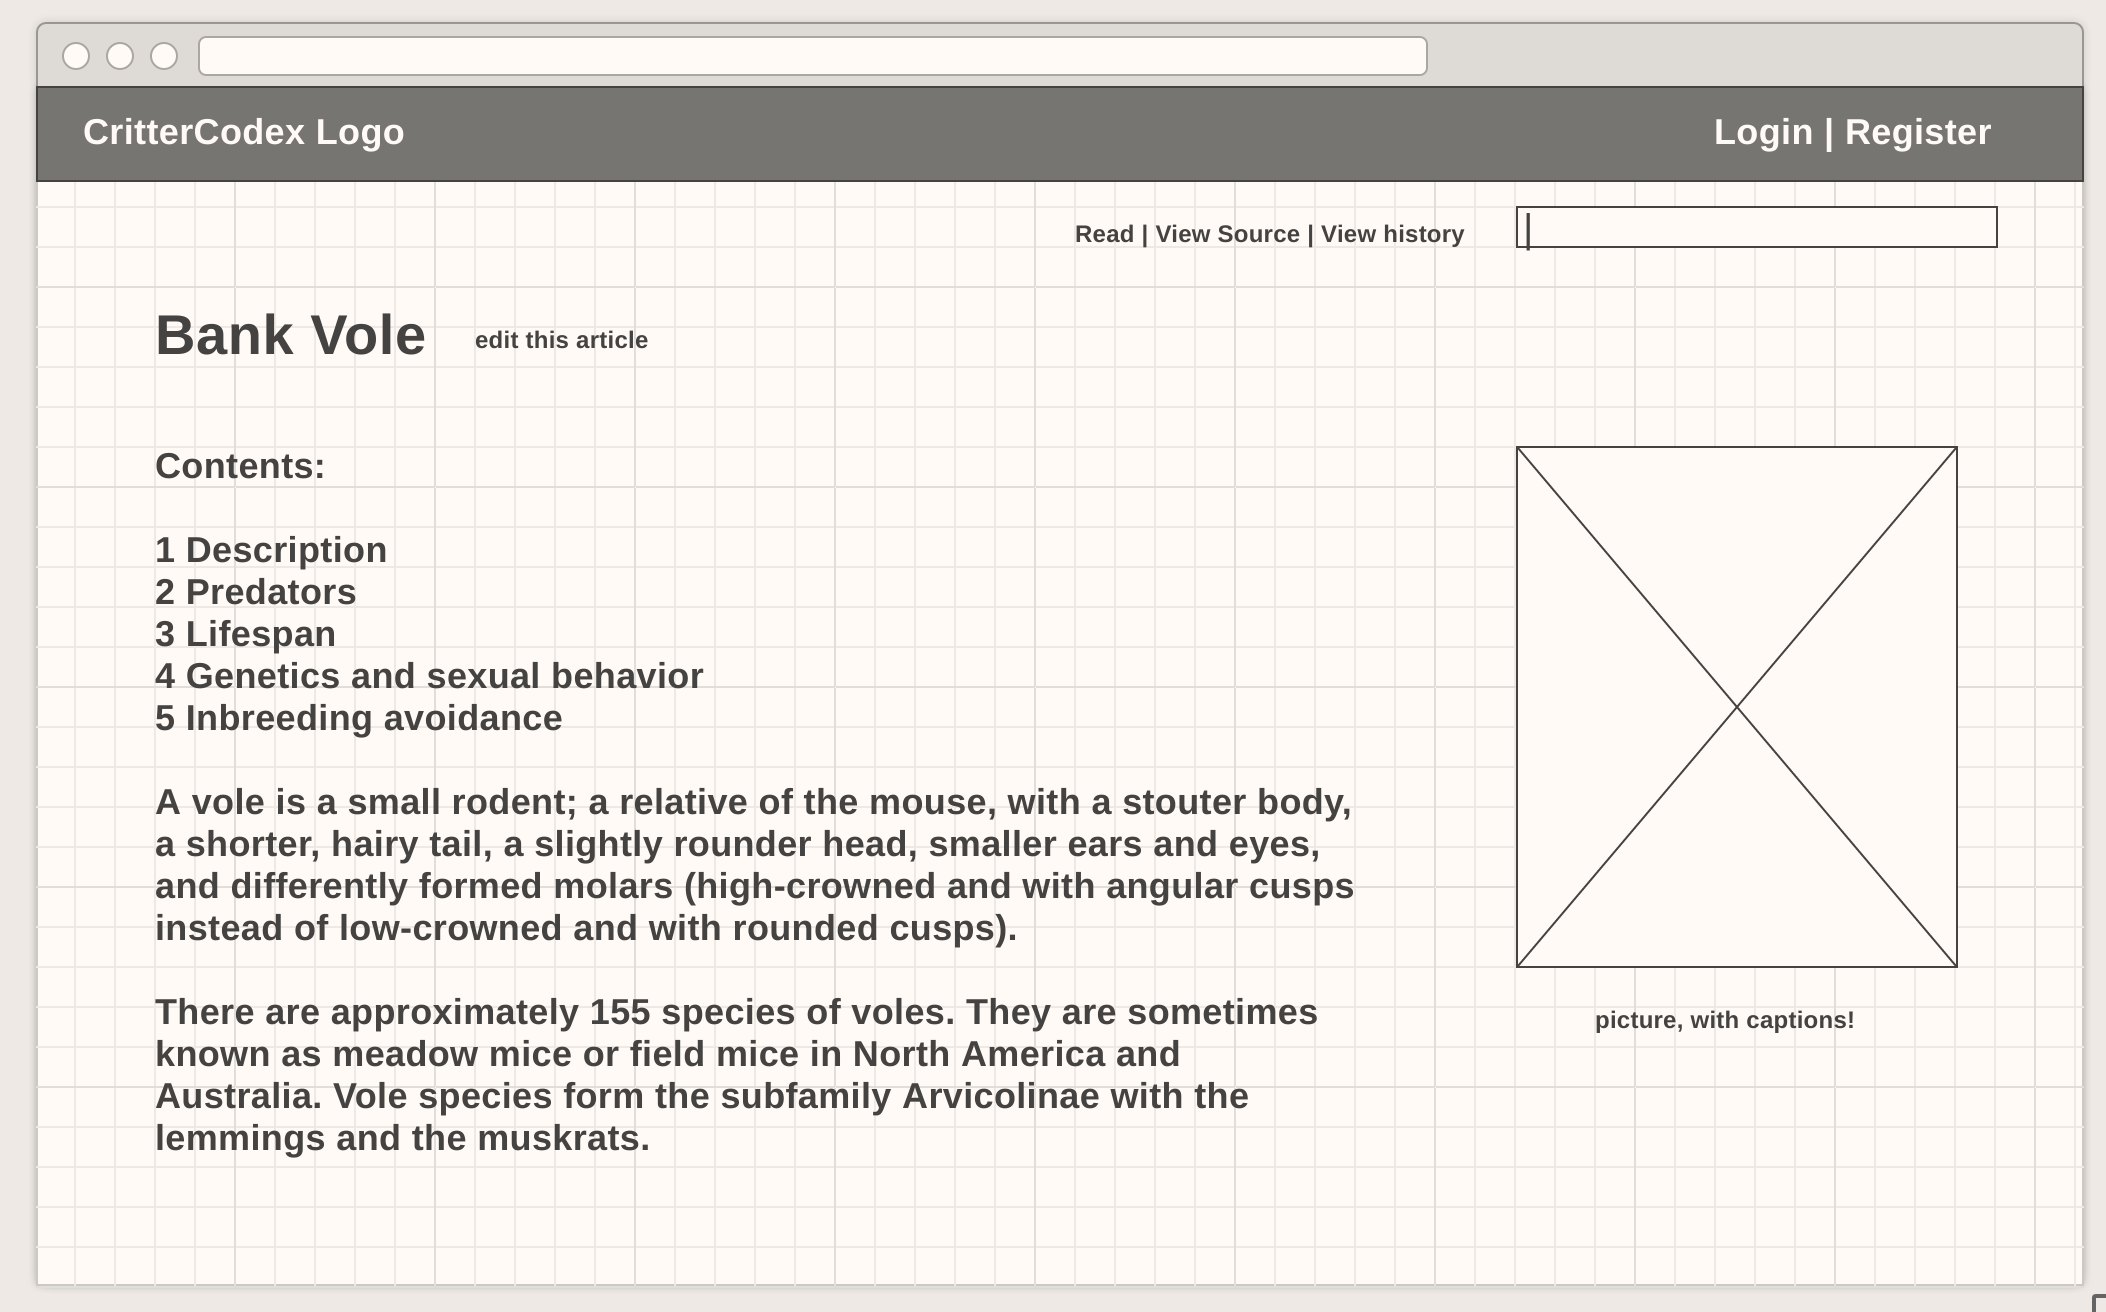 CritterCodex Logo
Login | Register
Read | View Source | View history
Bank Vole
edit this article
Contents:
1 Description
2 Predators
3 Lifespan
4 Genetics and sexual behavior
5 Inbreeding avoidance
A vole is a small rodent; a relative of the mouse, with a stouter body,
a shorter, hairy tail, a slightly rounder head, smaller ears and eyes,
and differently formed molars (high-crowned and with angular cusps
instead of low-crowned and with rounded cusps).
There are approximately 155 species of voles. They are sometimes
known as meadow mice or field mice in North America and
Australia. Vole species form the subfamily Arvicolinae with the
lemmings and the muskrats.
picture, with captions!